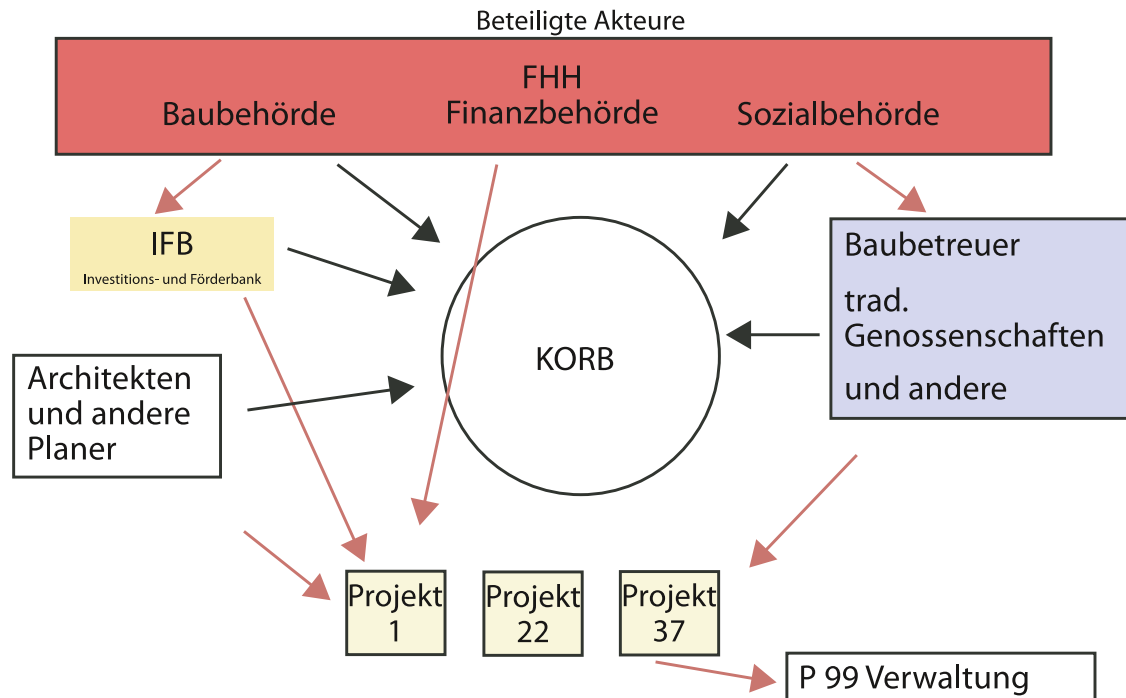 Beteiligte Akteure
FHH
Baubehörde Finanzbehörde Sozialbehörde
IFB
Investitions- und Förderbank
Baubetreuer
trad.
Genossenschaften
und andere
KORB
Architekten
und andere
Planer
Projekt
1
Projekt
22
Projekt
37
P 99 Verwaltung